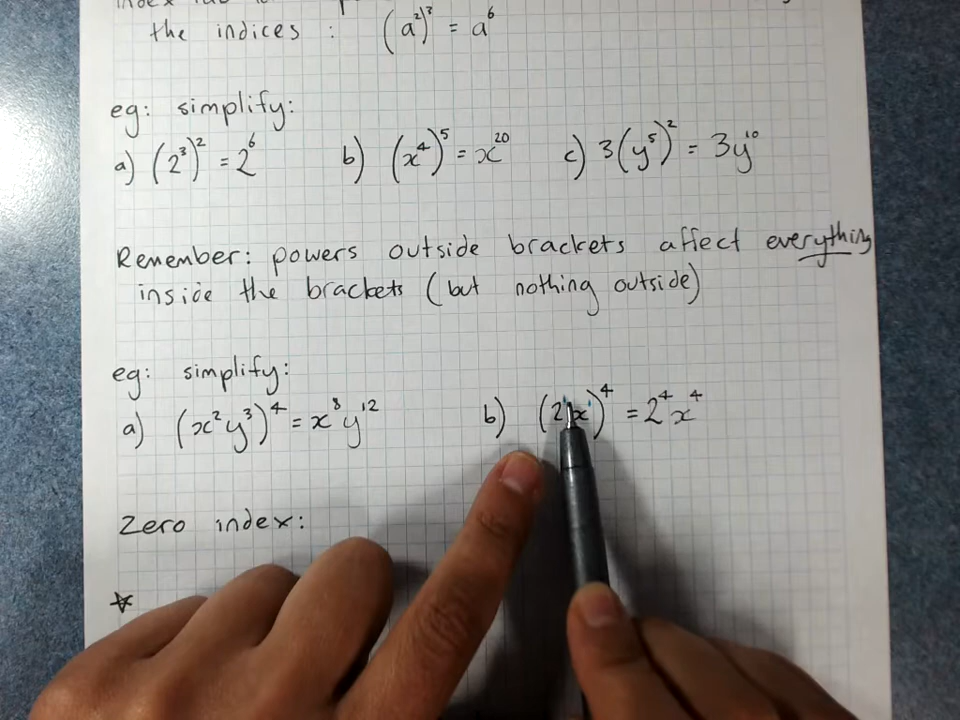 the indices : (a²)³ = a⁶
eg: simplify:
a) (2³)² = 2⁶ b) (x⁴)⁵ = x²⁰ c) 3(y⁵)² = 3y¹⁰
Remember: powers outside brackets affect everything
inside the brackets (but nothing outside)
eg: simplify:
a) (x²y³)⁴ = x⁸y¹² b) (2¹x¹)⁴ = 2⁴x⁴
Zero index: